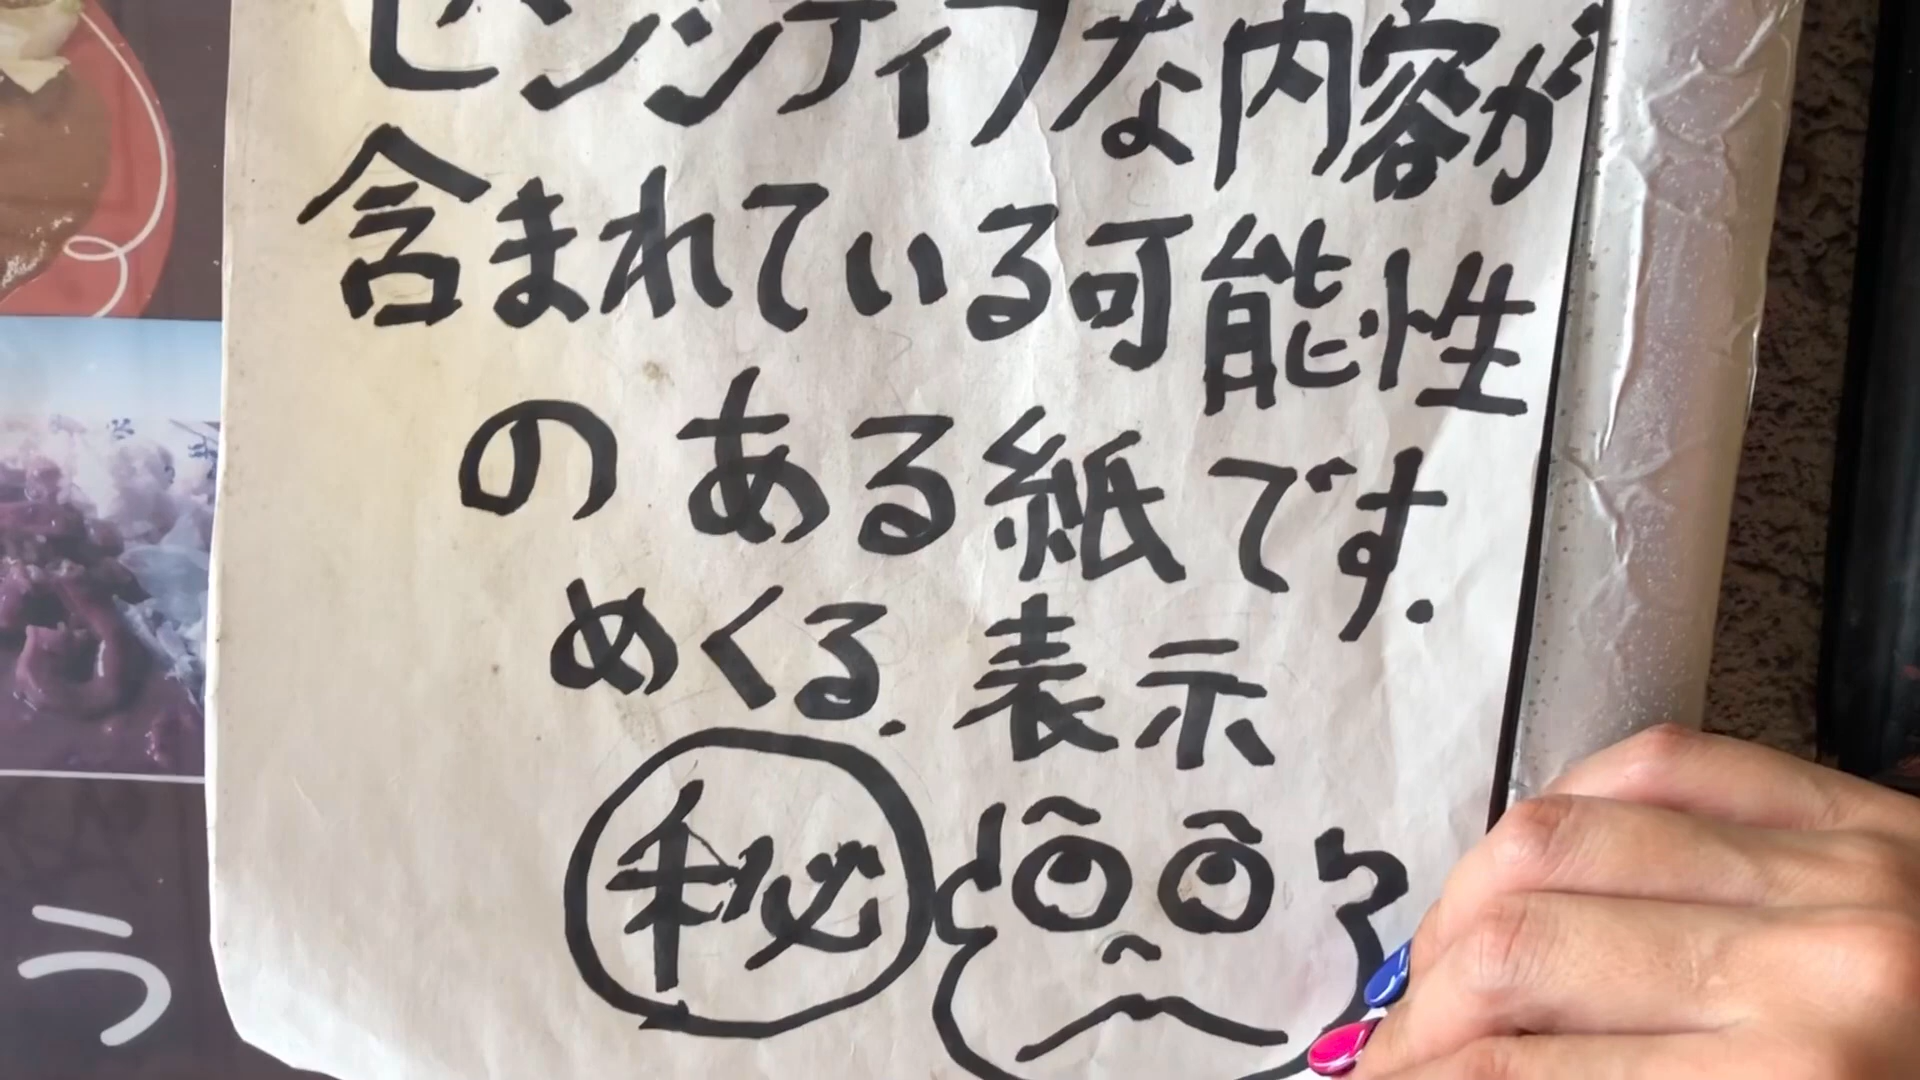 センシティブな内容が
含まれている可能性
のある紙です.
めくる.表示
秘
う